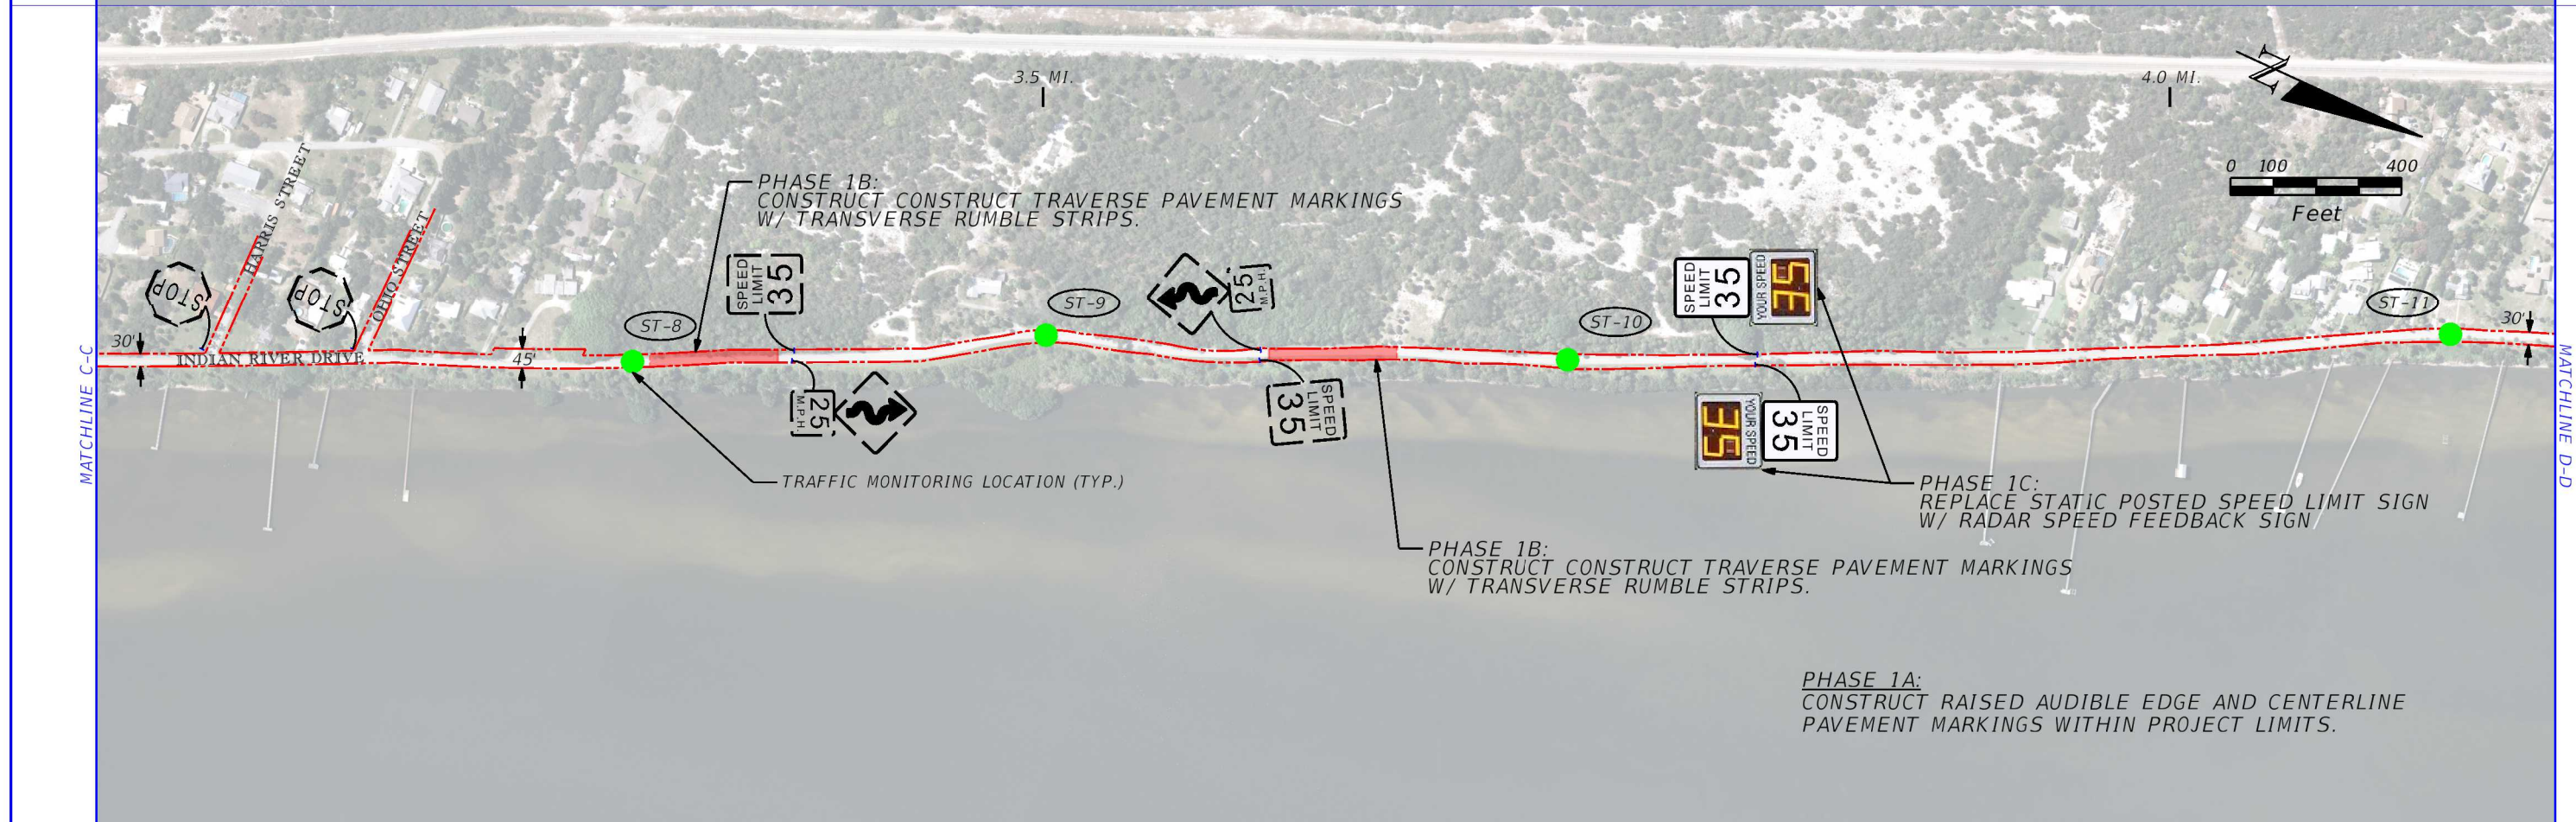 3.5 MI.
4.0 MI.
N
0 100 400
Feet
PHASE 1B:
CONSTRUCT CONSTRUCT TRAVERSE PAVEMENT MARKINGS
W/ TRANSVERSE RUMBLE STRIPS.
HARRIS STREET
OHIO STREET
STOP
STOP
SPEED
LIMIT
35
25
M.P.H.
SPEED
LIMIT
35
YOUR SPEED
35
ST-8
ST-9
ST-10
ST-11
30'
INDIAN RIVER DRIVE
45'
30'
MATCHLINE C-C
MATCHLINE D-D
25
M.P.H.
SPEED
LIMIT
35
YOUR SPEED
35
SPEED
LIMIT
35
TRAFFIC MONITORING LOCATION (TYP.)
PHASE 1C:
REPLACE STATIC POSTED SPEED LIMIT SIGN
W/ RADAR SPEED FEEDBACK SIGN
PHASE 1B:
CONSTRUCT CONSTRUCT TRAVERSE PAVEMENT MARKINGS
W/ TRANSVERSE RUMBLE STRIPS.
PHASE 1A:
CONSTRUCT RAISED AUDIBLE EDGE AND CENTERLINE
PAVEMENT MARKINGS WITHIN PROJECT LIMITS.